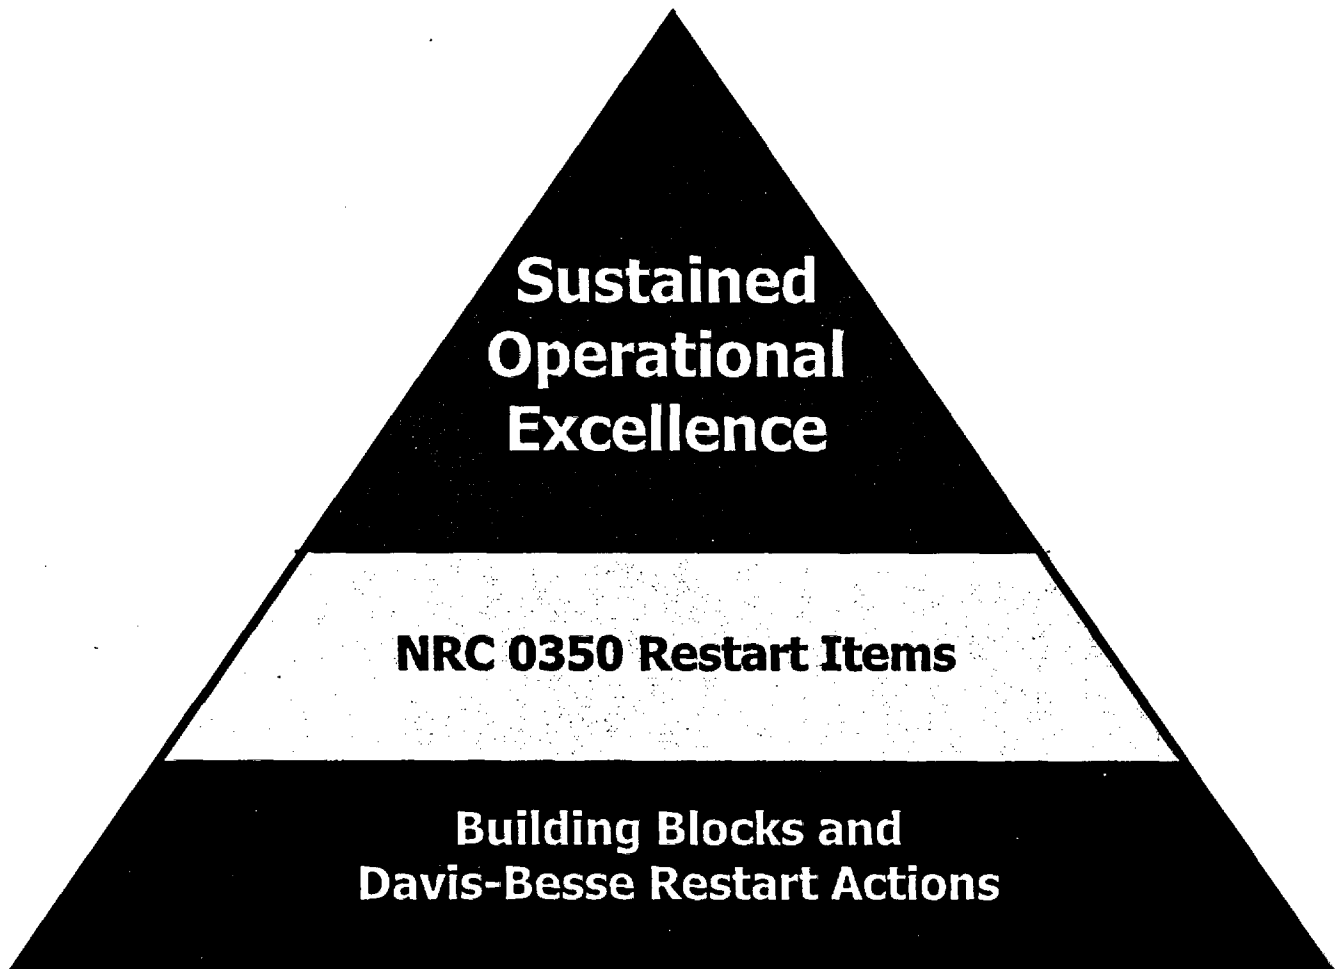 Sustained
Operational
Excellence
NRC 0350 Restart Items
Building Blocks and
Davis-Besse Restart Actions